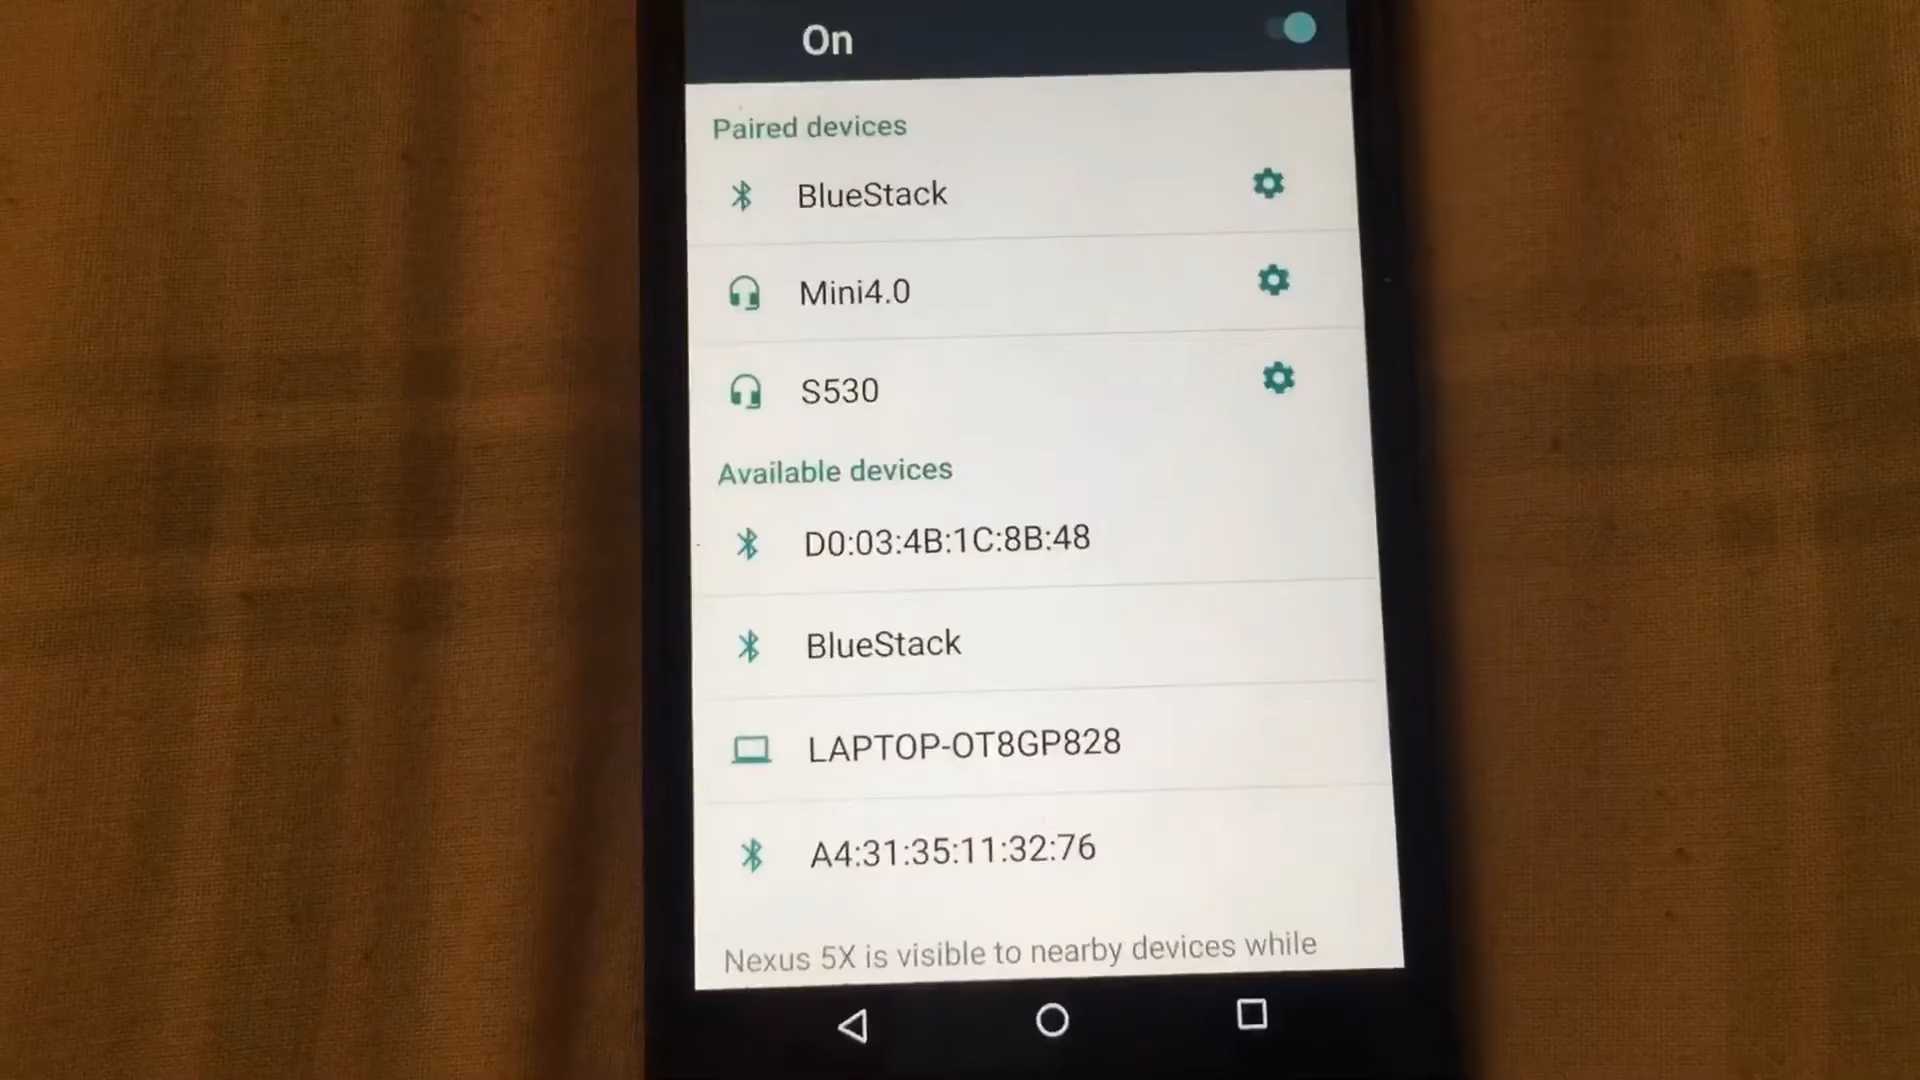 On
Paired devices
BlueStack
Mini4.0
S530
Available devices
D0:03:4B:1C:8B:48
BlueStack
LAPTOP-OT8GP828
A4:31:35:11:32:76
Nexus 5X is visible to nearby devices while